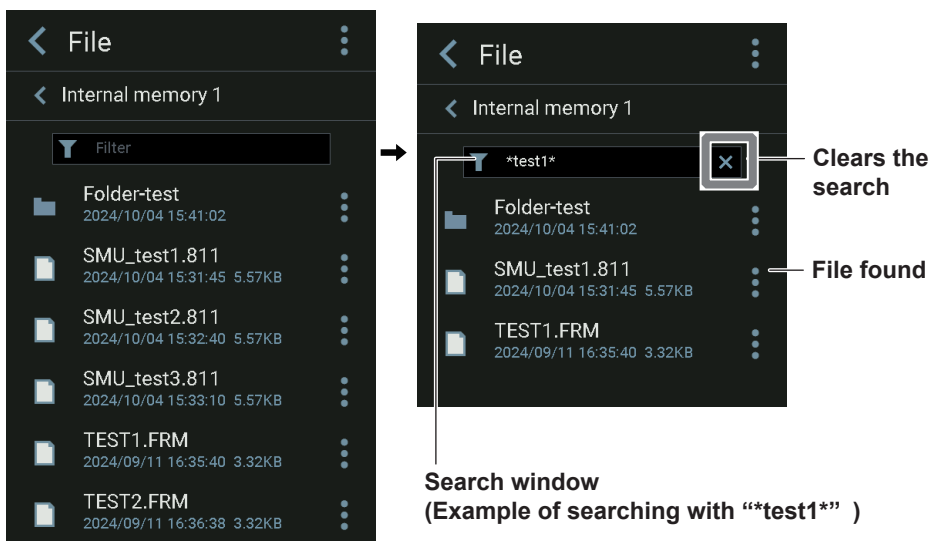 File
Internal memory 1
Filter
Folder-test
2024/10/04 15:41:02
SMU_test1.811
2024/10/04 15:31:45 5.57KB
SMU_test2.811
2024/10/04 15:32:40 5.57KB
SMU_test3.811
2024/10/04 15:33:10 5.57KB
TEST1.FRM
2024/09/11 16:35:40 3.32KB
TEST2.FRM
2024/09/11 16:36:38 3.32KB
File
Internal memory 1
*test1*
Folder-test
2024/10/04 15:41:02
SMU_test1.811
2024/10/04 15:31:45 5.57KB
TEST1.FRM
2024/09/11 16:35:40 3.32KB
Clears the
search
File found
Search window
(Example of searching with “*test1*” )